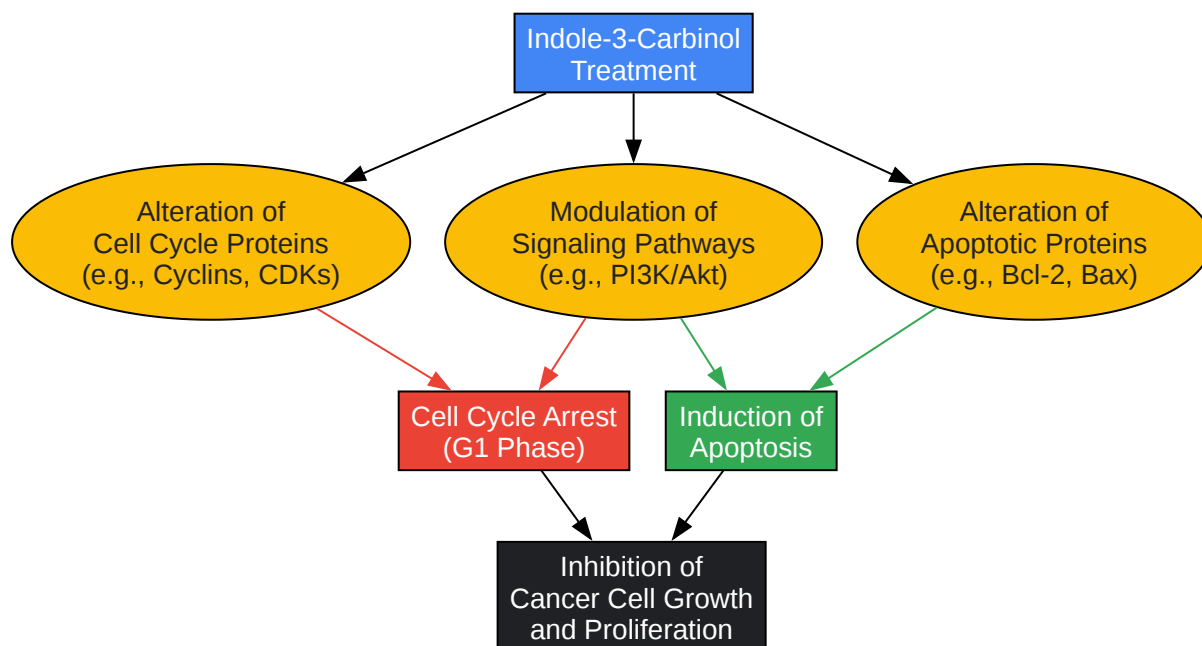 Indole-3-Carbinol
Treatment
Alteration of
Cell Cycle Proteins
(e.g., Cyclins, CDKs)
Modulation of
Signaling Pathways
(e.g., PI3K/Akt)
Alteration of
Apoptotic Proteins
(e.g., Bcl-2, Bax)
Cell Cycle Arrest
(G1 Phase)
Induction of
Apoptosis
Inhibition of
Cancer Cell Growth
and Proliferation